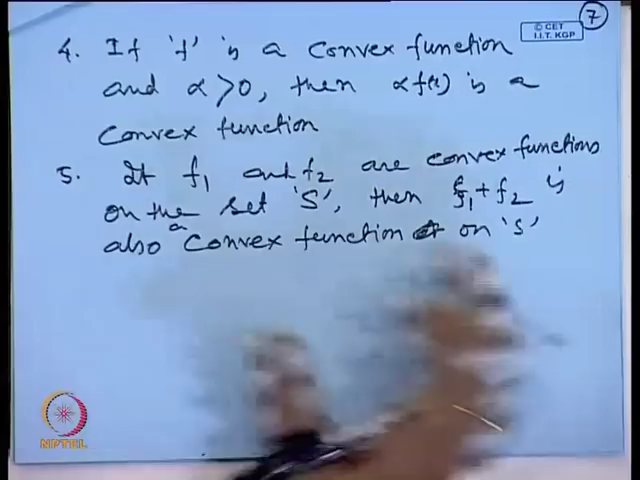 7
© CET
I.I.T. KGP
4. If 'f' is a convex function
and α > 0, then α f(x) is a
convex function
5. If f₁ and f₂ are convex functions
on the set 'S', then f₁ + f₂ is
also a convex function on 'S'
NPTEL